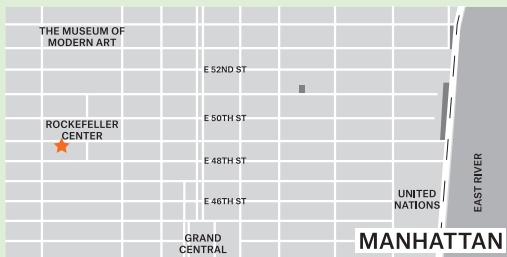 THE MUSEUM OF
MODERN ART
E 52ND ST
E 50TH ST
ROCKEFELLER
CENTER
E 48TH ST
EAST RIVER
UNITED
NATIONS
E 46TH ST
GRAND
CENTRAL
MANHATTAN